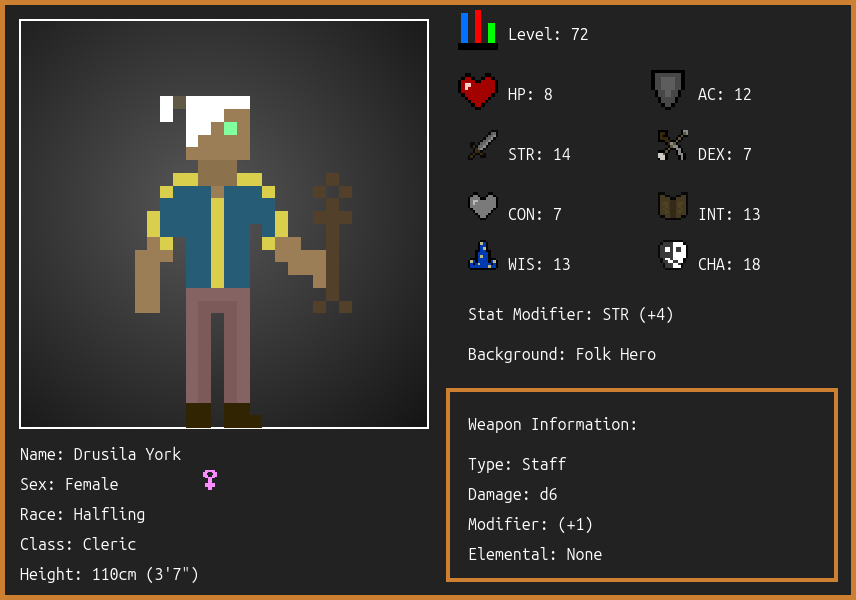 Level: 72
HP: 8
AC: 12
STR: 14
DEX: 7
CON: 7
INT: 13
WIS: 13
CHA: 18
Stat Modifier: STR (+4)
Background: Folk Hero
Weapon Information:
Type: Staff
Damage: d6
Modifier: (+1)
Elemental: None
Name: Drusila York
Sex: Female
Race: Halfling
Class: Cleric
Height: 110cm (3'7")